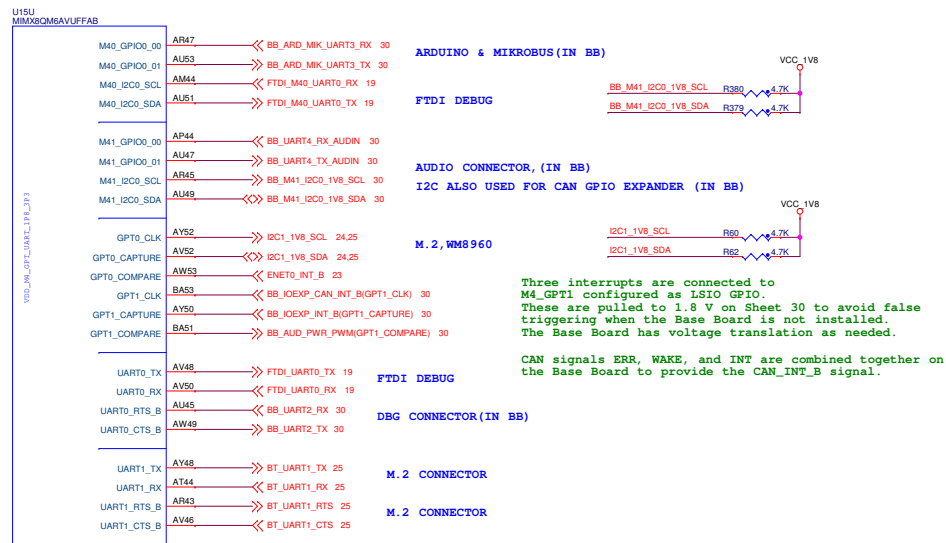 U15U
MIMX8QM6AVUFFAB
VDD_M4_GPT_UART_1P8_3P3
M40_GPIO0_00 AR47 BB_ARD_MIK_UART3_RX 30
M40_GPIO0_01 AU53 BB_ARD_MIK_UART3_TX 30
ARDUINO & MIKROBUS(IN BB)
M40_I2C0_SCL AM44 FTDI_M40_UART0_RX 19
M40_I2C0_SDA AU51 FTDI_M40_UART0_TX 19
FTDI DEBUG
M41_GPIO0_00 AP44 BB_UART4_RX_AUDIN 30
M41_GPIO0_01 AU47 BB_UART4_TX_AUDIN 30
AUDIO CONNECTOR,(IN BB)
M41_I2C0_SCL AR45 BB_M41_I2C0_1V8_SCL 30
M41_I2C0_SDA AU49 BB_M41_I2C0_1V8_SDA 30
I2C ALSO USED FOR CAN GPIO EXPANDER (IN BB)
GPT0_CLK AY52 I2C1_1V8_SCL 24,25
GPT0_CAPTURE AV52 I2C1_1V8_SDA 24,25
M.2,WM8960
GPT0_COMPARE AW53 ENET0_INT_B 23
GPT1_CLK BA53 BB_IOEXP_CAN_INT_B(GPT1_CLK) 30
GPT1_CAPTURE AY50 BB_IOEXP_INT_B(GPT1_CAPTURE) 30
GPT1_COMPARE BA51 BB_AUD_PWR_PWM(GPT1_COMPARE) 30
UART0_TX AV48 FTDI_UART0_TX 19
UART0_RX AV50 FTDI_UART0_RX 19
FTDI DEBUG
UART0_RTS_B AU45 BB_UART2_RX 30
UART0_CTS_B AW49 BB_UART2_TX 30
DBG CONNECTOR(IN BB)
UART1_TX AY48 BT_UART1_TX 25
UART1_RX AT44 BT_UART1_RX 25
M.2 CONNECTOR
UART1_RTS_B AR43 BT_UART1_RTS 25
UART1_CTS_B AV46 BT_UART1_CTS 25
M.2 CONNECTOR
VCC_1V8
BB_M41_I2C0_1V8_SCL R380 4.7K
BB_M41_I2C0_1V8_SDA R379 4.7K
VCC_1V8
I2C1_1V8_SCL R60 4.7K
I2C1_1V8_SDA R62 4.7K
Three interrupts are connected to
M4_GPT1 configured as LSIO GPIO.
These are pulled to 1.8 V on Sheet 30 to avoid false
triggering when the Base Board is not installed.
The Base Board has voltage translation as needed.
CAN signals ERR, WAKE, and INT are combined together on
the Base Board to provide the CAN_INT_B signal.